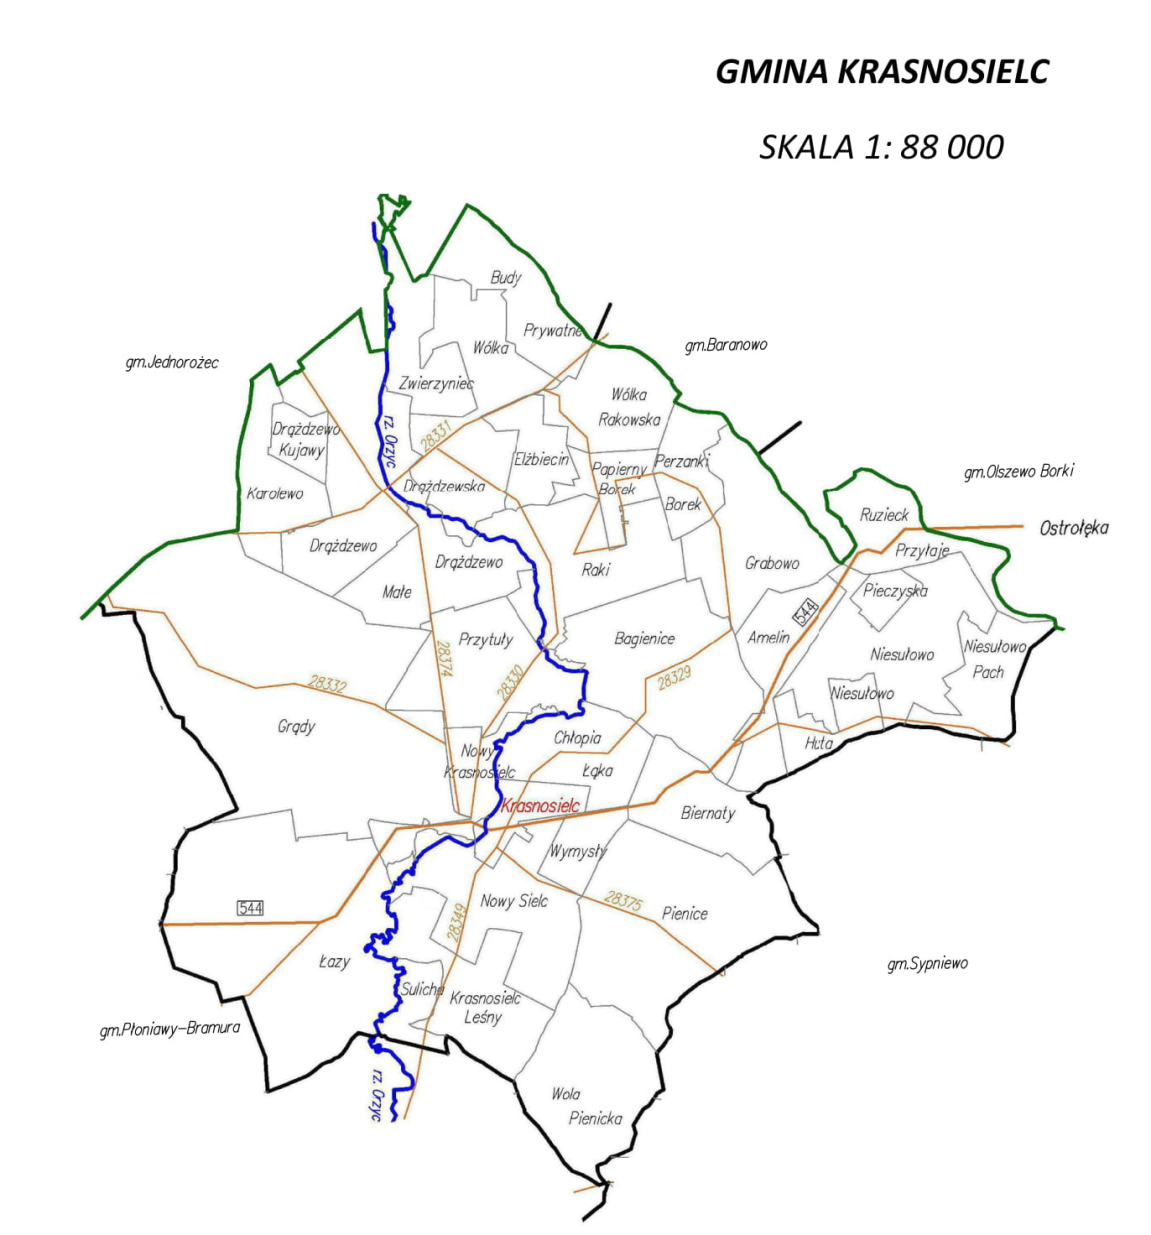 GMINA KRASNOSIELC
SKALA 1: 88 000
Budy
Prywatne
gm.Baranowo
Wólka
gm.Jednorożec
Zwierzyniec
Wólka
Rakowska
rz. Orzyc
28331
Drążdzewo
Kujawy
Elżbiecin
Papierny
Borek
Perzanki
gm.Olszewo Borki
Karolewo
Drążdzewska
Borek
Ruzieck
Ostrołęka
Drążdzewo
Przyłaje
Drążdzewo
Raki
Grabowo
Małe
Pieczyska
544
Przytuły
Bagienice
Amelin
Niesułowo
Niesułowo
Pach
28374
28330
28329
28332
Niesułowo
Grądy
Chłopia
Huta
Nowy
Krasnosielc
Łąka
Krasnosielc
Biernaty
Wymysły
544
28349
Nowy Sielc
28375
Pienice
Łazy
gm.Sypniewo
Sulicha
Krasnosielc
Leśny
gm.Płoniawy-Bramura
rz. Orzyc
Wola
Pienicka